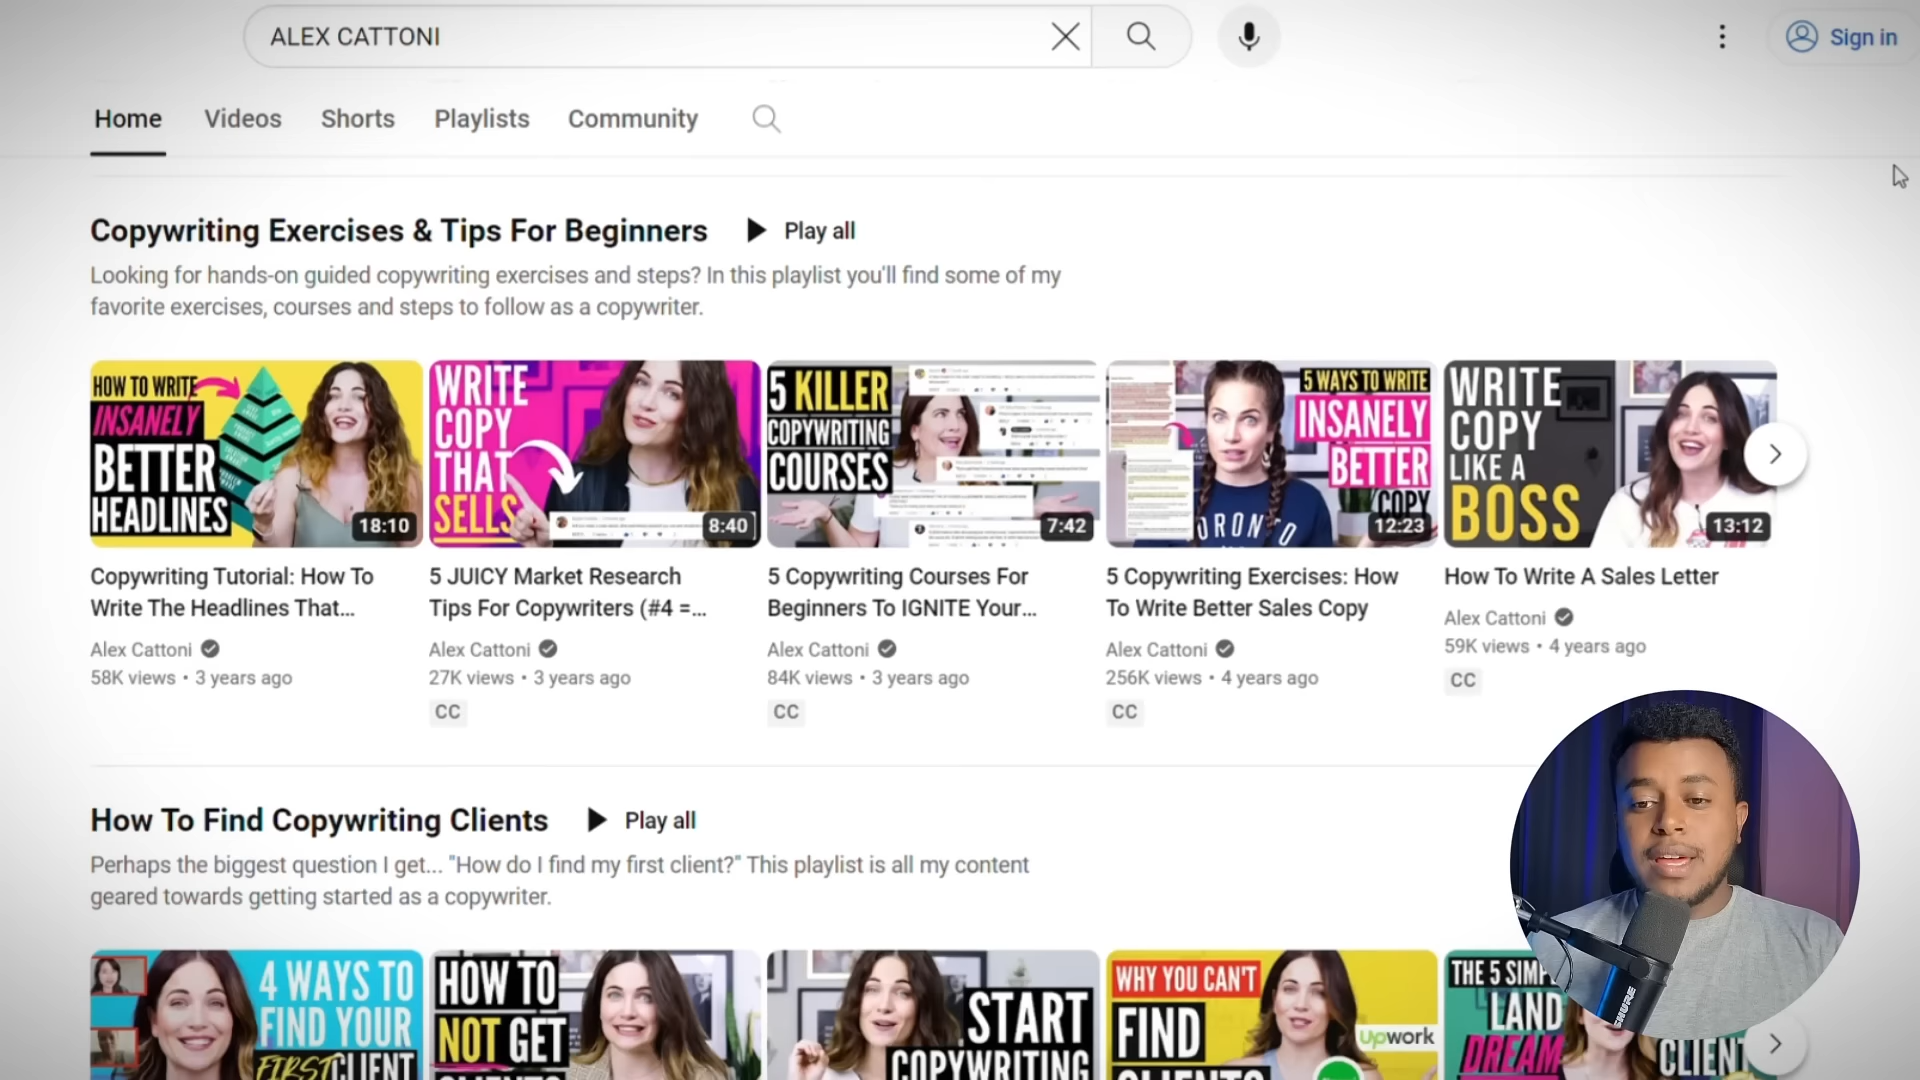 ALEX CATTONI
Sign in
Home Videos Shorts Playlists Community
Copywriting Exercises & Tips For Beginners Play all
Looking for hands-on guided copywriting exercises and steps? In this playlist you'll find some of my
favorite exercises, courses and steps to follow as a copywriter.
HOW TO WRITE
INSANELY
BETTER
HEADLINES
18:10
WRITE
COPY
THAT
SELLS
8:40
5 KILLER
COPYWRITING
COURSES
7:42
5 WAYS TO WRITE
INSANELY
BETTER
COPY
12:23
WRITE
COPY
LIKE A
BOSS
13:12
Copywriting Tutorial: How To
Write The Headlines That...
Alex Cattoni
58K views • 3 years ago
5 JUICY Market Research
Tips For Copywriters (#4 =...
Alex Cattoni
27K views • 3 years ago
CC
5 Copywriting Courses For
Beginners To IGNITE Your...
Alex Cattoni
84K views • 3 years ago
CC
5 Copywriting Exercises: How
To Write Better Sales Copy
Alex Cattoni
256K views • 4 years ago
CC
How To Write A Sales Letter
Alex Cattoni
59K views • 4 years ago
CC
How To Find Copywriting Clients Play all
Perhaps the biggest question I get... "How do I find my first client?" This playlist is all my content
geared towards getting started as a copywriter.
4 WAYS TO
FIND YOUR
FIRST CLIENT
HOW TO
NOT GET
CLIENTS
START
COPYWRITING
WHY YOU CAN'T
FIND
CLIENTS
Upwork
THE 5
LAND
DREAM
CLIENT
SHURE